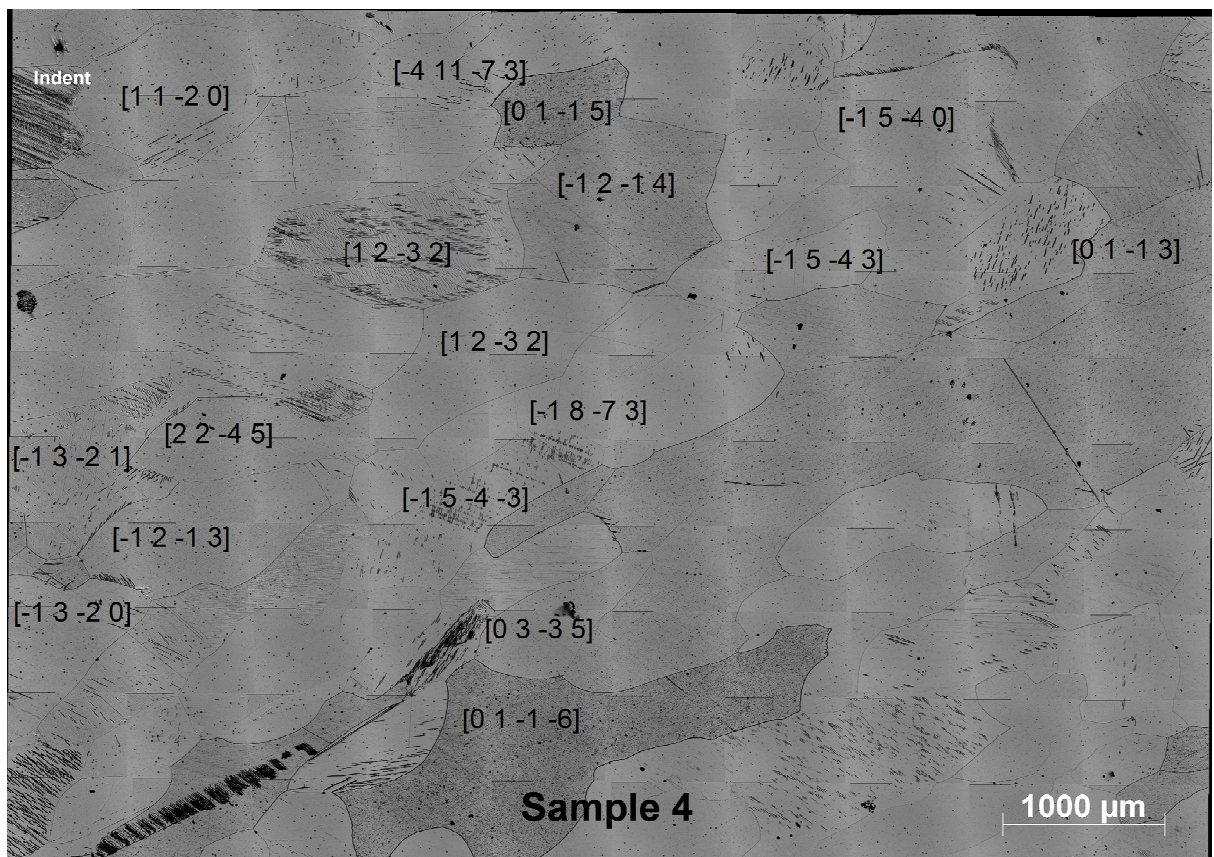 Indent
[1 1 -2 0]
[-4 11 -7 3]
[0 1 -1 5]
[-1 5 -4 0]
[-1 2 -1 4]
[1 2 -3 2]
[-1 5 -4 3]
[0 1 -1 3]
[1 2 -3 2]
[-1 8 -7 3]
[2 2 -4 5]
[-1 3 -2 1]
[-1 5 -4 -3]
[-1 2 -1 3]
[-1 3 -2 0]
[0 3 -3 5]
[0 1 -1 -6]
Sample 4
1000 µm